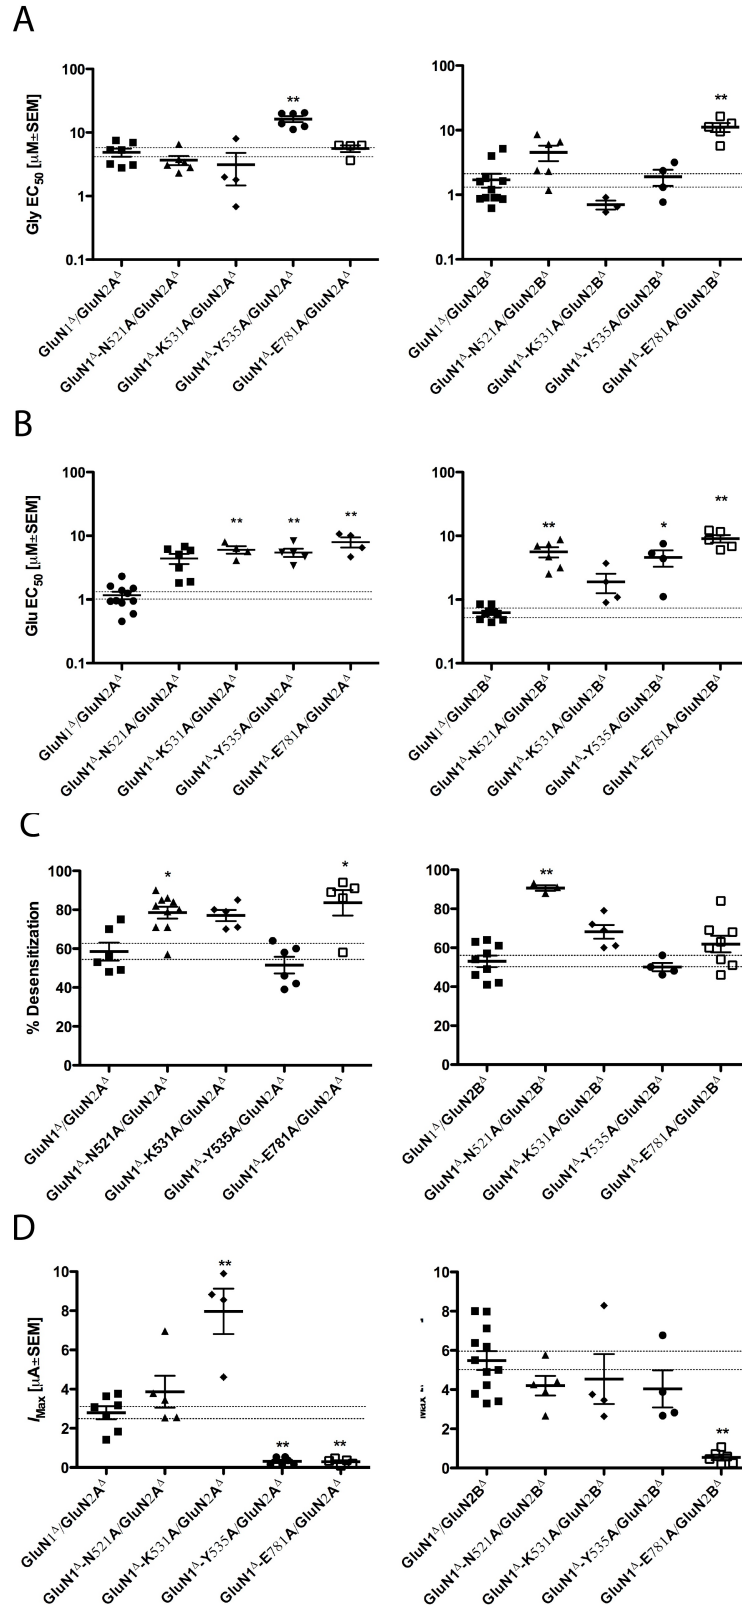 A
Gly EC50 [µM±SEM]
100
10
1
0.1
**
GluN1Δ/GluN2AΔ
GluN1Δ-N521A/GluN2AΔ
GluN1Δ-K531A/GluN2AΔ
GluN1Δ-Y535A/GluN2AΔ
GluN1Δ-E781A/GluN2AΔ
100
10
1
0.1
**
GluN1Δ/GluN2BΔ
GluN1Δ-N521A/GluN2BΔ
GluN1Δ-K531A/GluN2BΔ
GluN1Δ-Y535A/GluN2BΔ
GluN1Δ-E781A/GluN2BΔ
B
Glu EC50 [µM±SEM]
100
10
1
0.1
**
**
**
GluN1Δ/GluN2AΔ
GluN1Δ-N521A/GluN2AΔ
GluN1Δ-K531A/GluN2AΔ
GluN1Δ-Y535A/GluN2AΔ
GluN1Δ-E781A/GluN2AΔ
100
10
1
0.1
**
*
**
GluN1Δ/GluN2BΔ
GluN1Δ-N521A/GluN2BΔ
GluN1Δ-K531A/GluN2BΔ
GluN1Δ-Y535A/GluN2BΔ
GluN1Δ-E781A/GluN2BΔ
C
% Desensitization
100
80
60
40
20
0
*
*
GluN1Δ/GluN2AΔ
GluN1Δ-N521A/GluN2AΔ
GluN1Δ-K531A/GluN2AΔ
GluN1Δ-Y535A/GluN2AΔ
GluN1Δ-E781A/GluN2AΔ
100
80
60
40
20
0
**
GluN1Δ/GluN2BΔ
GluN1Δ-N521A/GluN2BΔ
GluN1Δ-K531A/GluN2BΔ
GluN1Δ-Y535A/GluN2BΔ
GluN1Δ-E781A/GluN2BΔ
D
IMax [µA±SEM]
10
8
6
4
2
0
**
**
**
GluN1Δ/GluN2AΔ
GluN1Δ-N521A/GluN2AΔ
GluN1Δ-K531A/GluN2AΔ
GluN1Δ-Y535A/GluN2AΔ
GluN1Δ-E781A/GluN2AΔ
10
8
6
4
2
0
**
GluN1Δ/GluN2BΔ
GluN1Δ-N521A/GluN2BΔ
GluN1Δ-K531A/GluN2BΔ
GluN1Δ-Y535A/GluN2BΔ
GluN1Δ-E781A/GluN2BΔ